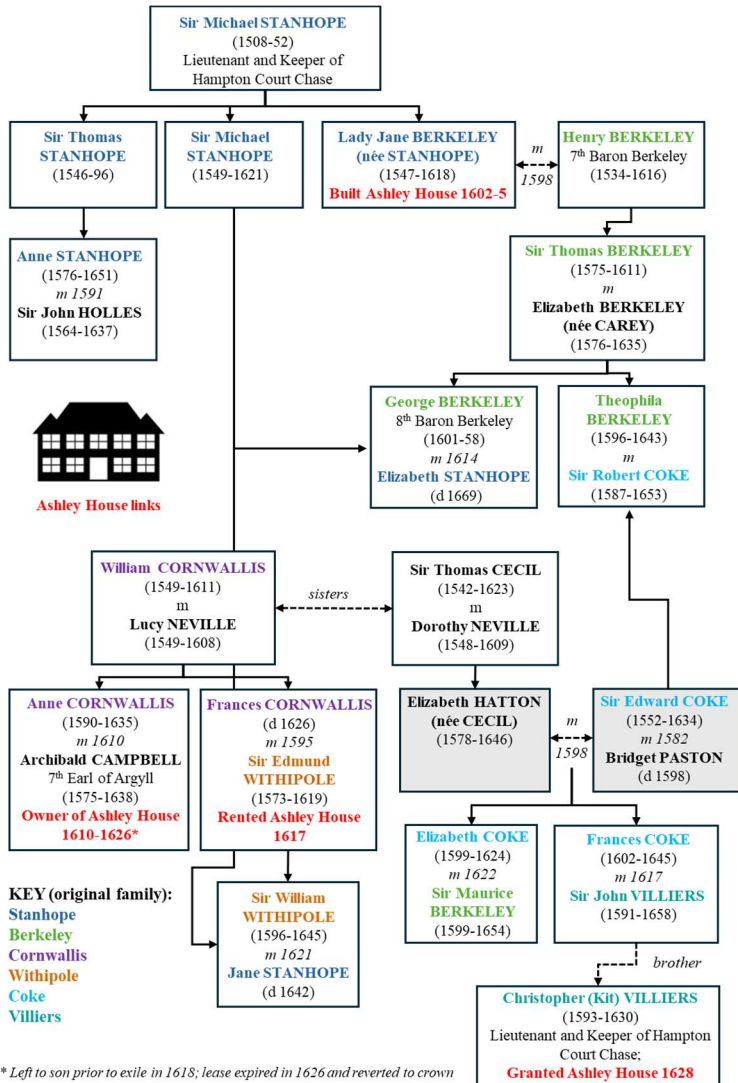 Sir Michael STANHOPE
(1508-52)
Lieutenant and Keeper of
Hampton Court Chase
Sir Thomas
STANHOPE
(1546-96)
Sir Michael
STANHOPE
(1549-1621)
Lady Jane BERKELEY
(née STANHOPE)
(1547-1618)
Built Ashley House 1602-5
m
1598
Henry BERKELEY
7th Baron Berkeley
(1534-1616)
Anne STANHOPE
(1576-1651)
m 1591
Sir John HOLLES
(1564-1637)
Sir Thomas BERKELEY
(1575-1611)
m
Elizabeth BERKELEY
(née CAREY)
(1576-1635)
Ashley House links
George BERKELEY
8th Baron Berkeley
(1601-58)
m 1614
Elizabeth STANHOPE
(d 1669)
Theophila
BERKELEY
(1596-1643)
m
Sir Robert COKE
(1587-1653)
William CORNWALLIS
(1549-1611)
m
Lucy NEVILLE
(1549-1608)
sisters
Sir Thomas CECIL
(1542-1623)
m
Dorothy NEVILLE
(1548-1609)
Anne CORNWALLIS
(1590-1635)
m 1610
Archibald CAMPBELL
7th Earl of Argyll
(1575-1638)
Owner of Ashley House
1610-1626*
Frances CORNWALLIS
(d 1626)
m 1595
Sir Edmund
WITHIPOLE
(1573-1619)
Rented Ashley House
1617
Elizabeth HATTON
(née CECIL)
(1578-1646)
m
1598
Sir Edward COKE
(1552-1634)
m 1582
Bridget PASTON
(d 1598)
Elizabeth COKE
(1599-1624)
m 1622
Sir Maurice
BERKELEY
(1599-1654)
Frances COKE
(1602-1645)
m 1617
Sir John VILLIERS
(1591-1658)
KEY (original family):
Stanhope
Berkeley
Cornwallis
Withipole
Coke
Villiers
Sir William
WITHIPOLE
(1596-1645)
m 1621
Jane STANHOPE
(d 1642)
brother
Christopher (Kit) VILLIERS
(1593-1630)
Lieutenant and Keeper of Hampton
Court Chase;
Granted Ashley House 1628
* Left to son prior to exile in 1618; lease expired in 1626 and reverted to crown